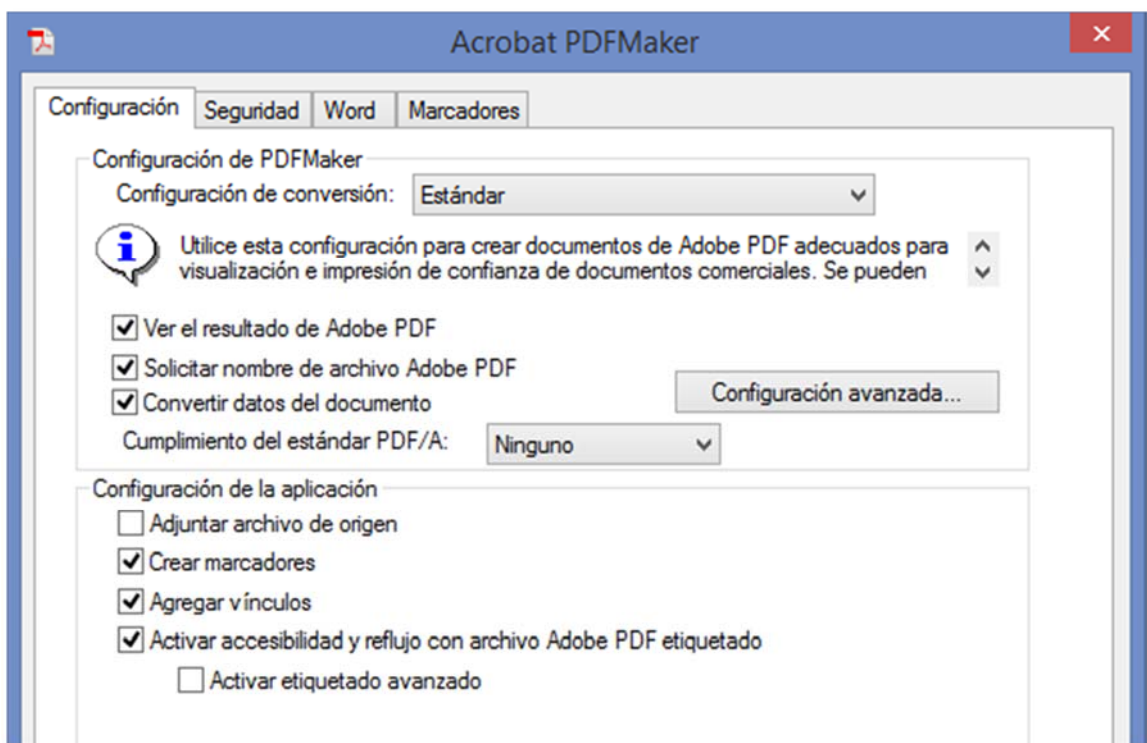 Acrobat PDFMaker
Configuración Seguridad Word Marcadores
Configuración de PDFMaker
Configuración de conversión: Estándar
Utilice esta configuración para crear documentos de Adobe PDF adecuados para
visualización e impresión de confianza de documentos comerciales. Se pueden
Ver el resultado de Adobe PDF
Solicitar nombre de archivo Adobe PDF
Convertir datos del documento
Configuración avanzada...
Cumplimiento del estándar PDF/A: Ninguno
Configuración de la aplicación
Adjuntar archivo de origen
Crear marcadores
Agregar vínculos
Activar accesibilidad y reflujo con archivo Adobe PDF etiquetado
Activar etiquetado avanzado